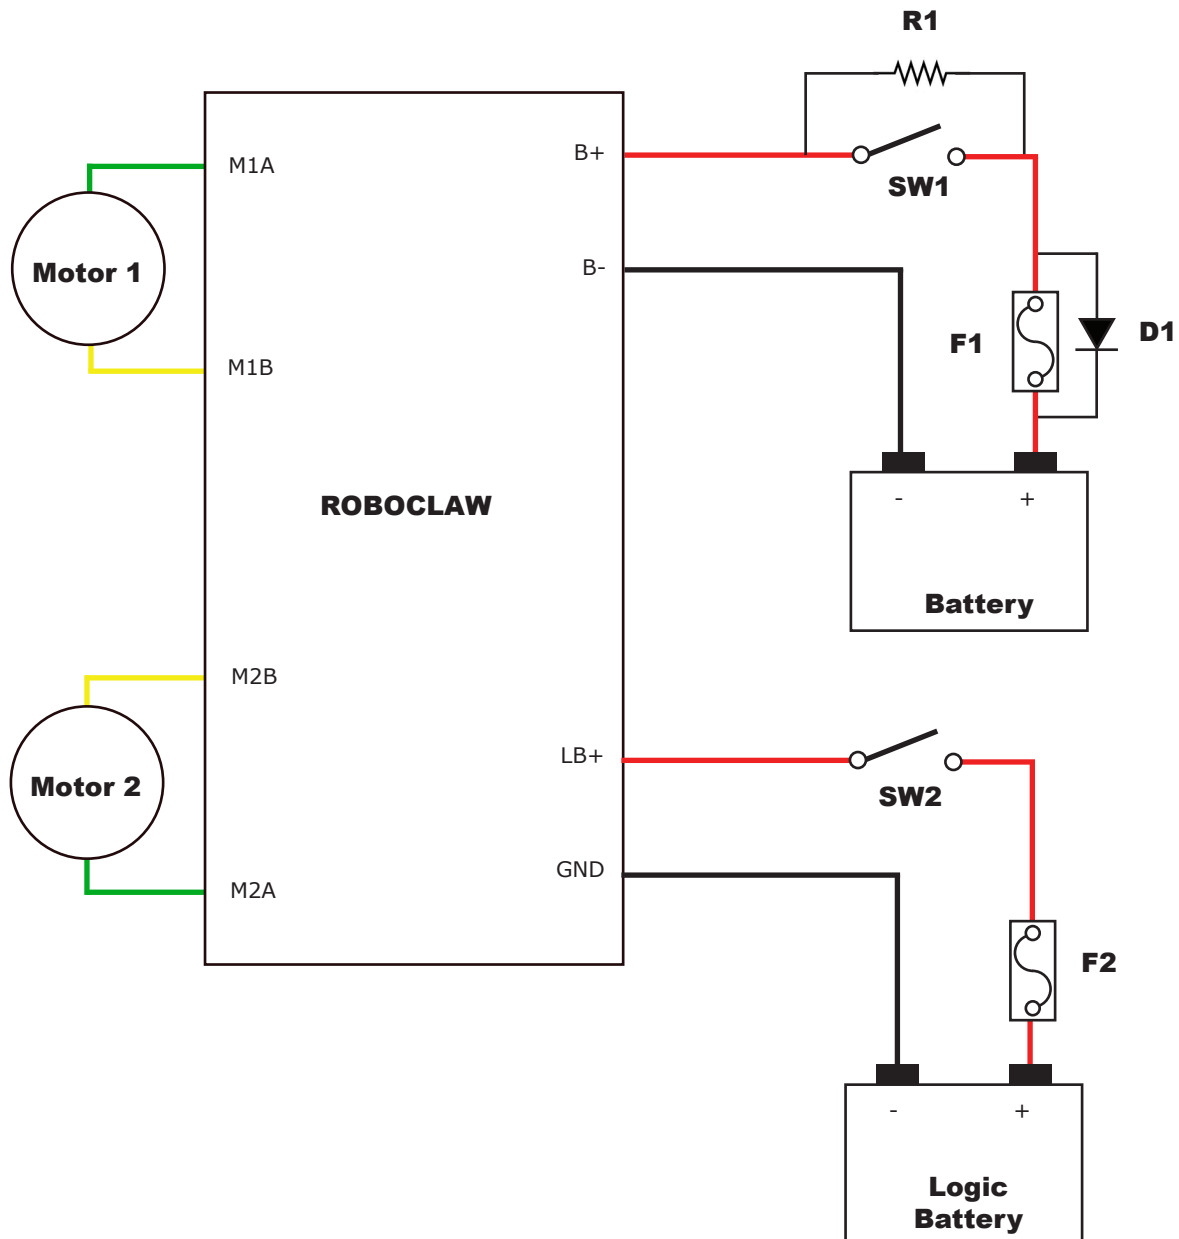 R1
B+
SW1
M1A
Motor 1
B-
F1
D1
M1B
ROBOCLAW
- +
Battery
M2B
LB+
Motor 2
SW2
GND
M2A
F2
- +
Logic
Battery